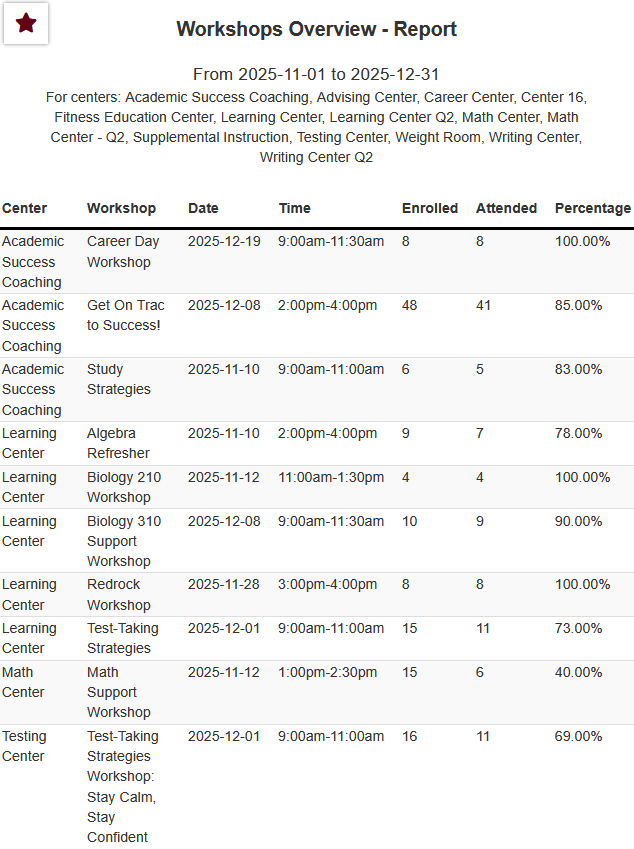 Workshops Overview - Report
From 2025-11-01 to 2025-12-31
For centers: Academic Success Coaching, Advising Center, Career Center, Center 16,
Fitness Education Center, Learning Center, Learning Center Q2, Math Center, Math
Center - Q2, Supplemental Instruction, Testing Center, Weight Room, Writing Center,
Writing Center Q2
Center Workshop Date Time Enrolled Attended Percentage
Academic Career Day 2025-12-19 9:00am-11:30am 8 8 100.00%
Success Workshop
Coaching
Academic Get On Trac 2025-12-08 2:00pm-4:00pm 48 41 85.00%
Success to Success!
Coaching
Academic Study 2025-11-10 9:00am-11:00am 6 5 83.00%
Success Strategies
Coaching
Learning Algebra 2025-11-10 2:00pm-4:00pm 9 7 78.00%
Center Refresher
Learning Biology 210 2025-11-12 11:00am-1:30pm 4 4 100.00%
Center Workshop
Learning Biology 310 2025-12-08 9:00am-11:30am 10 9 90.00%
Center Support
Workshop
Learning Redrock 2025-11-28 3:00pm-4:00pm 8 8 100.00%
Center Workshop
Learning Test-Taking 2025-12-01 9:00am-11:00am 15 11 73.00%
Center Strategies
Math Math 2025-11-12 1:00pm-2:30pm 15 6 40.00%
Center Support
Workshop
Testing Test-Taking 2025-12-01 9:00am-11:00am 16 11 69.00%
Center Strategies
Workshop:
Stay Calm,
Stay
Confident